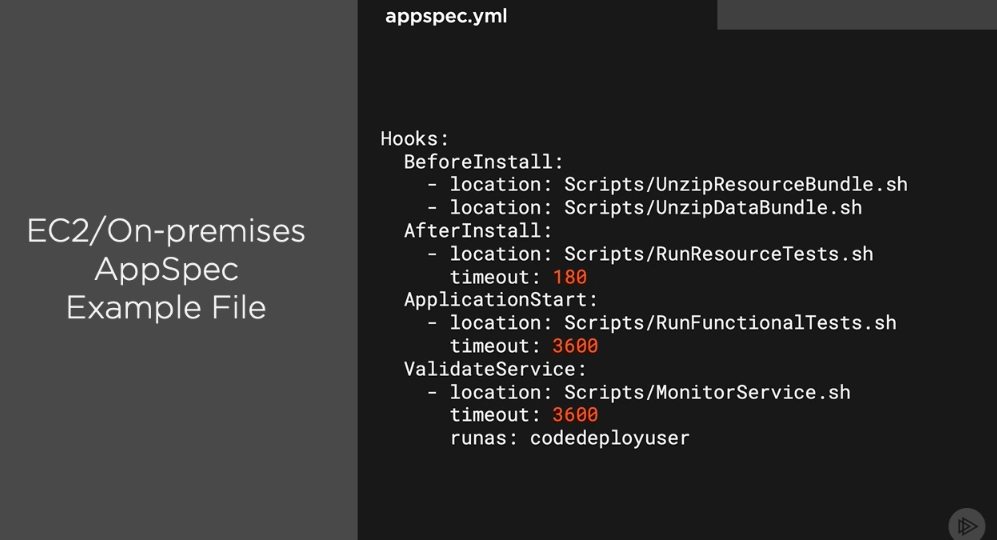 appspec.yml
EC2/On-premises
AppSpec
Example File
Hooks:
  BeforeInstall:
    - location: Scripts/UnzipResourceBundle.sh
    - location: Scripts/UnzipDataBundle.sh
  AfterInstall:
    - location: Scripts/RunResourceTests.sh
      timeout: 180
  ApplicationStart:
    - location: Scripts/RunFunctionalTests.sh
      timeout: 3600
  ValidateService:
    - location: Scripts/MonitorService.sh
      timeout: 3600
      runas: codedeployuser